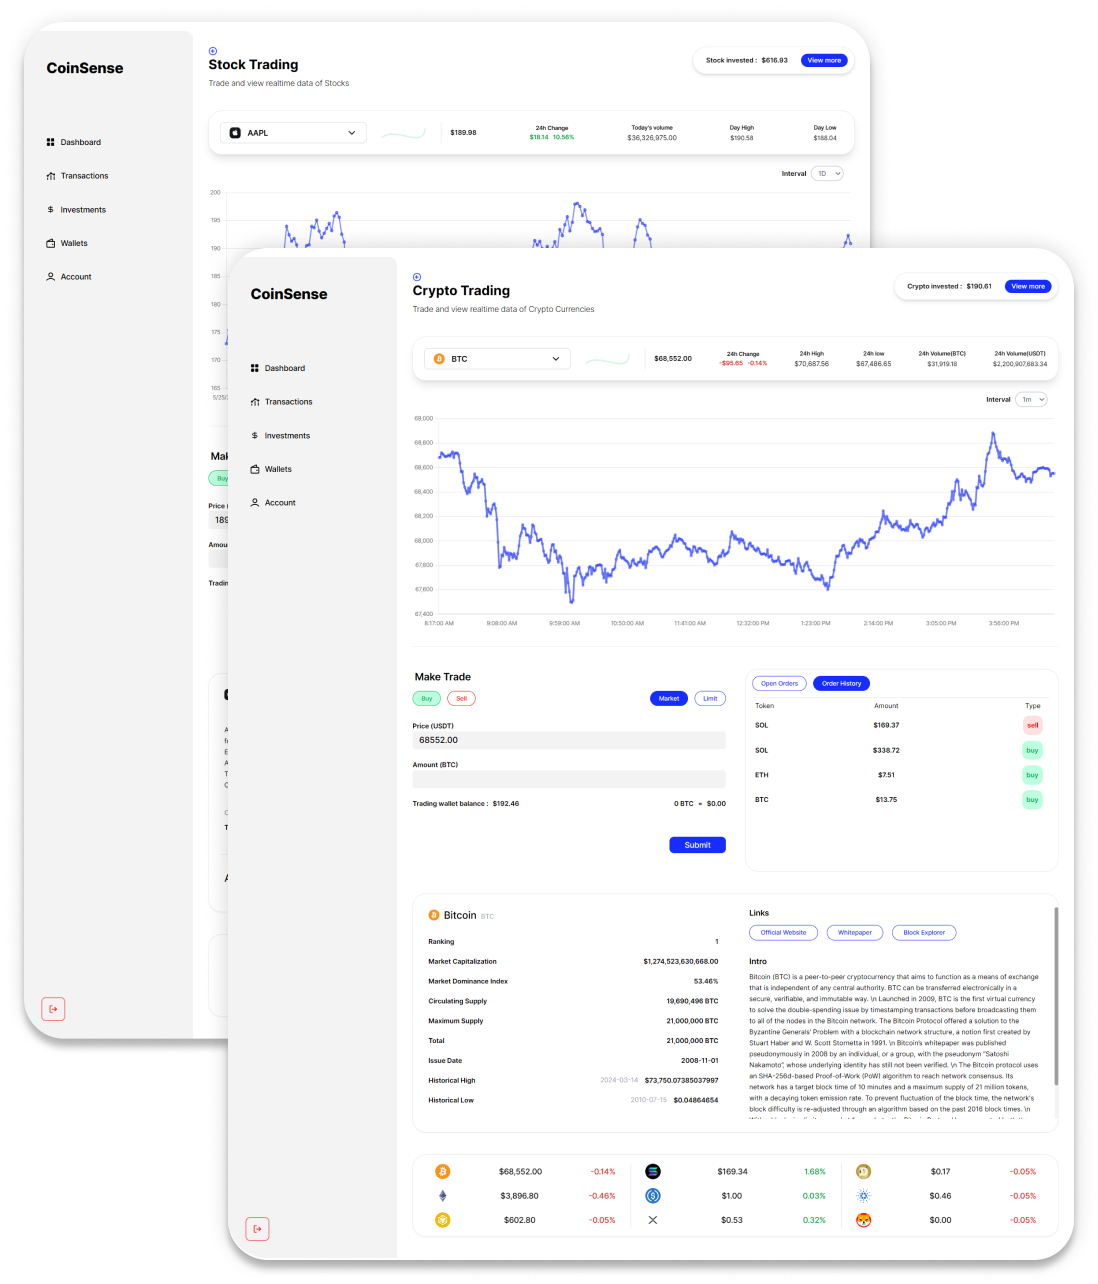 CoinSense
Dashboard
Transactions
Investments
Wallets
Account
Stock Trading
Trade and view realtime data of Stocks
Stock invested : $616.93 View more
AAPL $189.98
24h Change Today's volume Day High Day Low
$18.14 10.56% $36,326,975.00 $190.58 $188.04
Interval 1D
200
195
190
185
180
175
170
165
Buy
Price
CoinSense
Dashboard
Transactions
Investments
Wallets
Account
Crypto Trading
Trade and view realtime data of Crypto Currencies
Crypto invested : $190.61 View more
BTC $68,552.00
24h Change 24h High 24h low 24h Volume(BTC) 24h Volume(USDT)
-$95.65 -0.14% $70,687.56 $67,486.65 $31,919.18 $2,200,907,683.34
Interval 1m
68,000
68,800
68,600
68,400
68,200
68,000
67,800
67,600
67,400
8:17:00 AM 9:08:00 AM 9:59:00 AM 10:50:00 AM 11:41:00 AM 12:32:00 PM 1:23:00 PM 2:14:00 PM 3:05:00 PM 3:56:00 PM
Make Trade
Buy Sell Market Limit
Price (USDT)
68552.00
Amount (BTC)
Trading wallet balance : $192.46 0 BTC = $0.00
Submit
Open Orders Order History
Token Amount Type
SOL $169.37 sell
SOL $338.72 buy
ETH $7.51 buy
BTC $13.75 buy
Bitcoin BTC
Ranking 1
Market Capitalization $1,274,523,630,668.00
Market Dominance Index 53.46%
Circulating Supply 19,690,496 BTC
Maximum Supply 21,000,000 BTC
Total 21,000,000 BTC
Issue Date 2008-11-01
Historical High 2024-03-14 $73,750.07385037997
Historical Low 2010-07-15 $0.04864654
Links
Official Website Whitepaper Block Explorer
Intro
Bitcoin (BTC) is a peer-to-peer cryptocurrency that aims to function as a means of exchange
that is independent of any central authority. BTC can be transferred electronically in a
secure, verifiable, and immutable way. \n Launched in 2009, BTC is the first virtual currency
to solve the double-spending issue by timestamping transactions before broadcasting them
to all of the nodes in the Bitcoin network. The Bitcoin Protocol offered a solution to the
Byzantine Generals' Problem with a blockchain network structure, a notion first created by
Stuart Haber and W. Scott Stornetta in 1991. \n Bitcoin's whitepaper was published
pseudonymously in 2008 by an individual, or a group, with the pseudonym "Satoshi
Nakamoto", whose underlying identity has still not been verified. \n The Bitcoin protocol uses
an SHA-256d-based Proof-of-Work (PoW) algorithm to reach network consensus. Its
network has a target block time of 10 minutes and a maximum supply of 21 million tokens,
with a decaying token emission rate. To prevent fluctuation of the block time, the network's
block difficulty is re-adjusted through an algorithm based on the past 2016 block times. \n
$68,552.00 -0.14% $169.34 1.68% $0.17 -0.05%
$3,896.80 -0.46% $1.00 0.03% $0.46 -0.05%
$602.80 -0.05% $0.53 0.32% $0.00 -0.05%